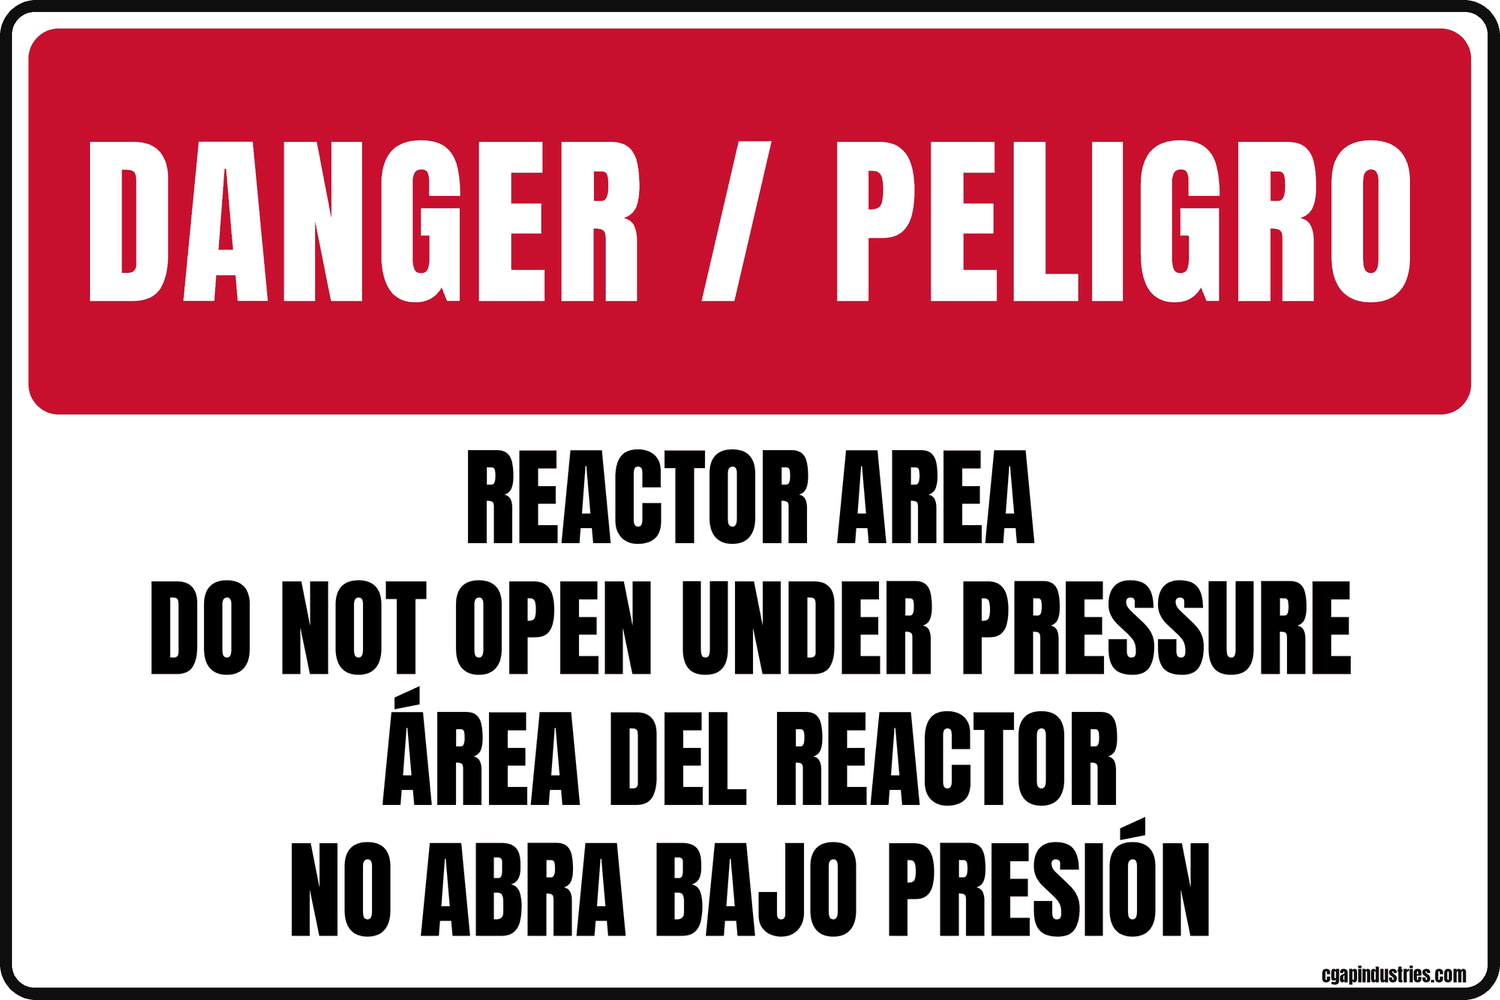 DANGER / PELIGRO
REACTOR AREA
DO NOT OPEN UNDER PRESSURE
ÁREA DEL REACTOR
NO ABRA BAJO PRESIÓN
cgapindustries.com